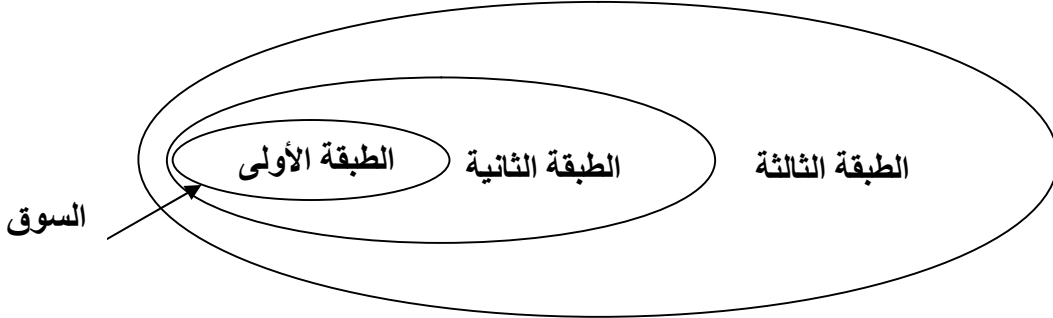 الطبقة الأولى
الطبقة الثانية
الطبقة الثالثة
السوق